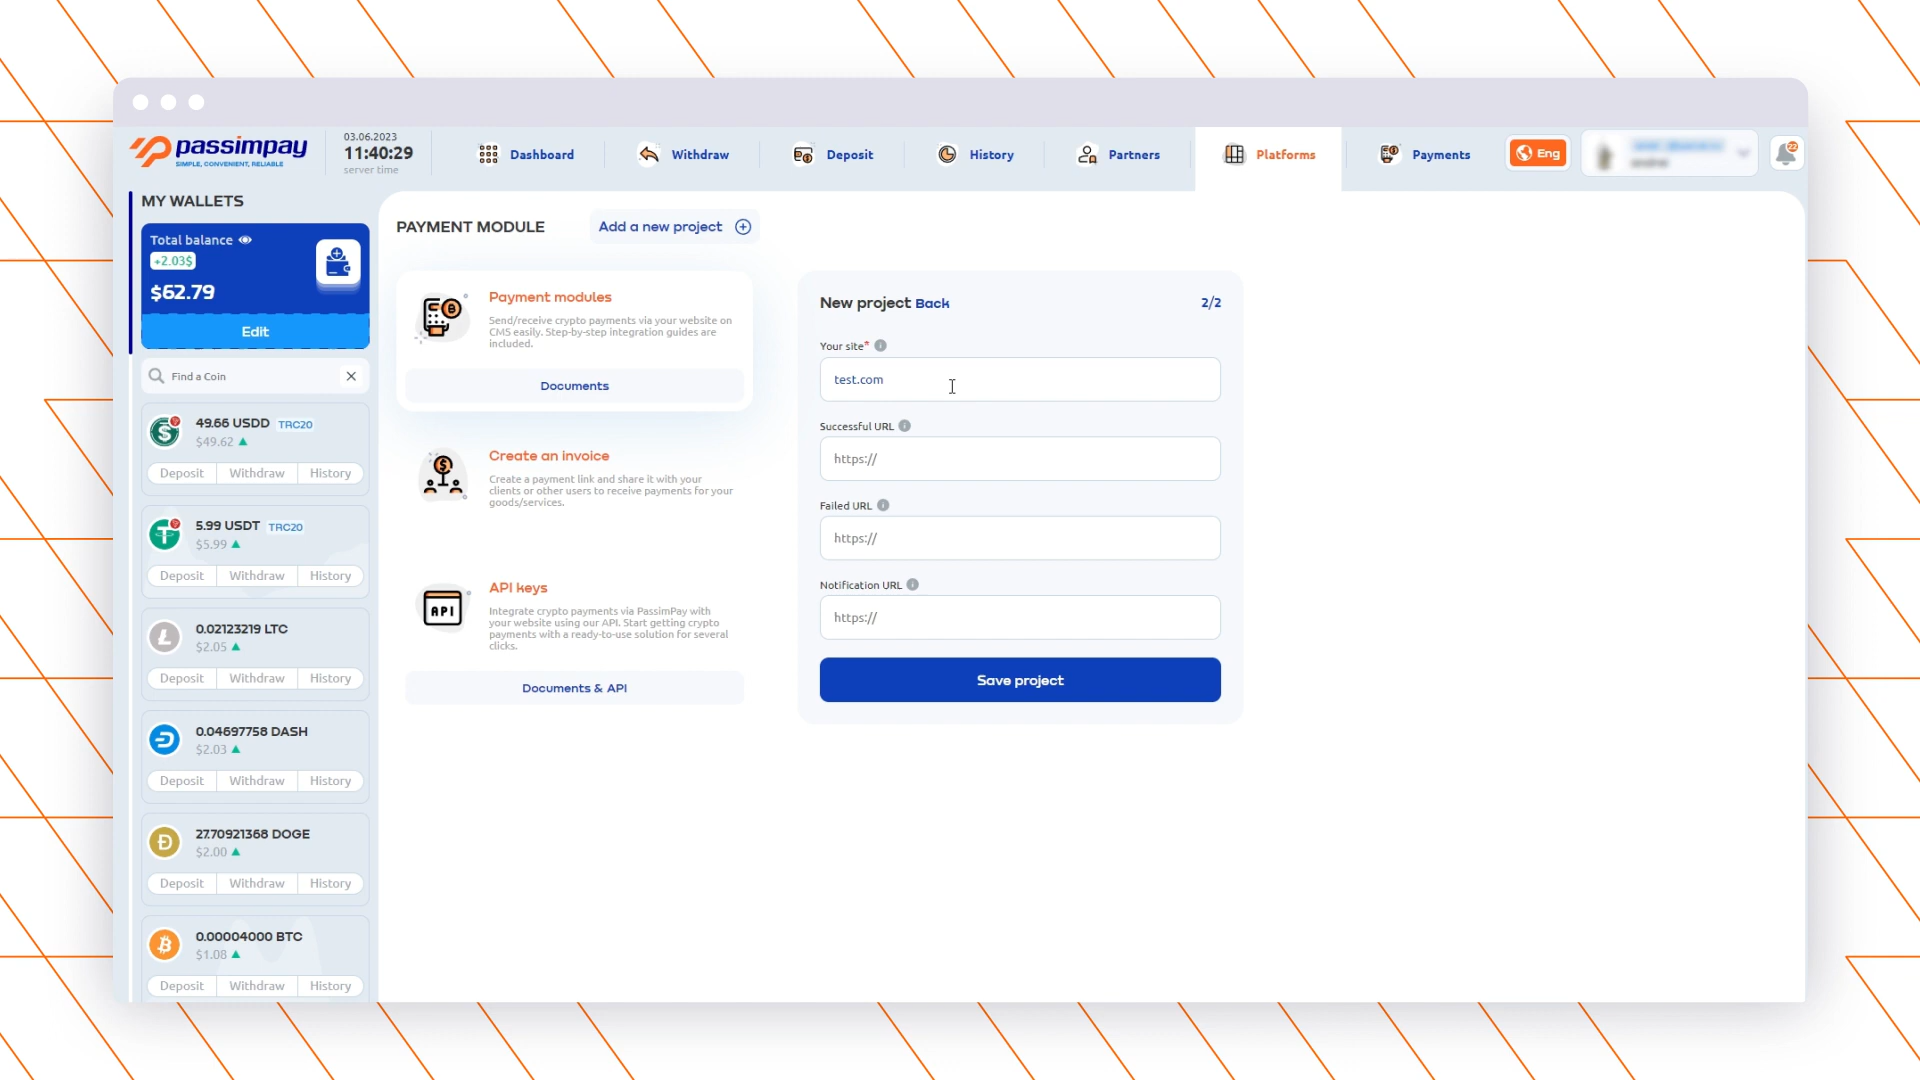 passimpay
SIMPLE, CONVENIENT, RELIABLE
03.06.2023
11:40:29
server time
Dashboard
Withdraw
Deposit
History
Partners
Platforms
Payments
Eng
22
MY WALLETS
Total balance
+2.03$
$62.79
Edit
Find a Coin
49.66 USDD TRC20
$49.62
Deposit Withdraw History
5.99 USDT TRC20
$5.99
Deposit Withdraw History
0.02123219 LTC
$2.05
Deposit Withdraw History
0.04697758 DASH
$2.03
Deposit Withdraw History
27.70921368 DOGE
$2.00
Deposit Withdraw History
0.00004000 BTC
$1.08
Deposit Withdraw History
PAYMENT MODULE
Add a new project
Payment modules
Send/receive crypto payments via your website on
CMS easily. Step-by-step integration guides are
included.
Documents
Create an invoice
Create a payment link and share it with your
clients or other users to receive payments for your
goods/services.
API
API keys
Integrate crypto payments via PassimPay with
your website using our API. Start getting crypto
payments with a ready-to-use solution for several
clicks.
Documents & API
New project Back
2/2
Your site*
test.com
Successful URL
https://
Failed URL
https://
Notification URL
https://
Save project